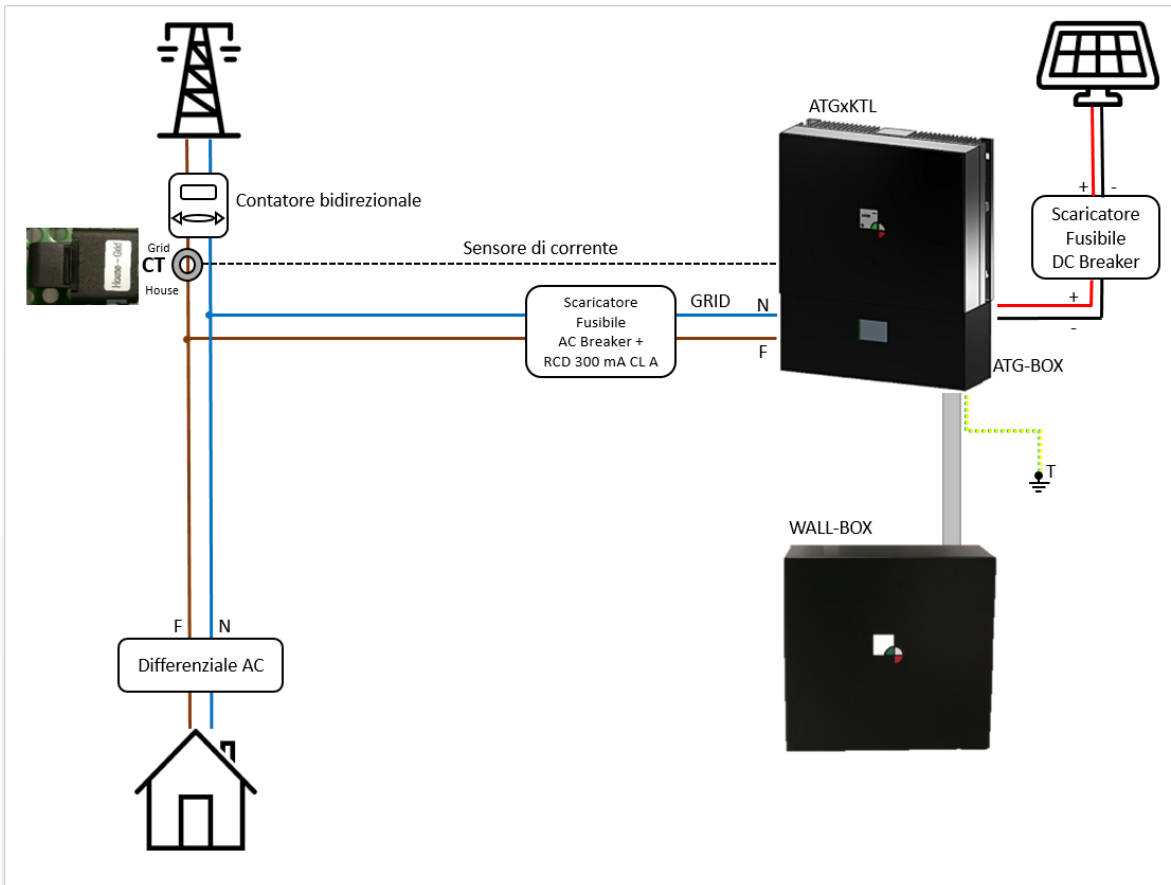 ATGxKTL
Contatore bidirezionale
+ -
Scaricatore
Fusibile
DC Breaker
House - Grid
Grid
CT
House
Sensore di corrente
+
-
Scaricatore
Fusibile
AC Breaker +
RCD 300 mA CL A
GRID
N
F
ATG-BOX
T
WALL-BOX
F N
Differenziale AC